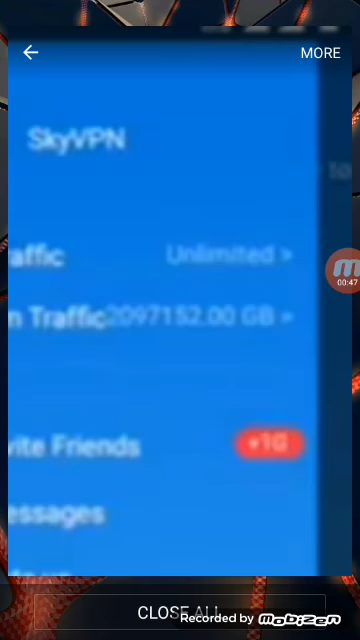 MORE
SkyVPN
To
affic Unlimited >
n Traffic 2097152.00 GB >
vite Friends +1G
00:47
essages
CLOSE ALL
Recorded by mobizen